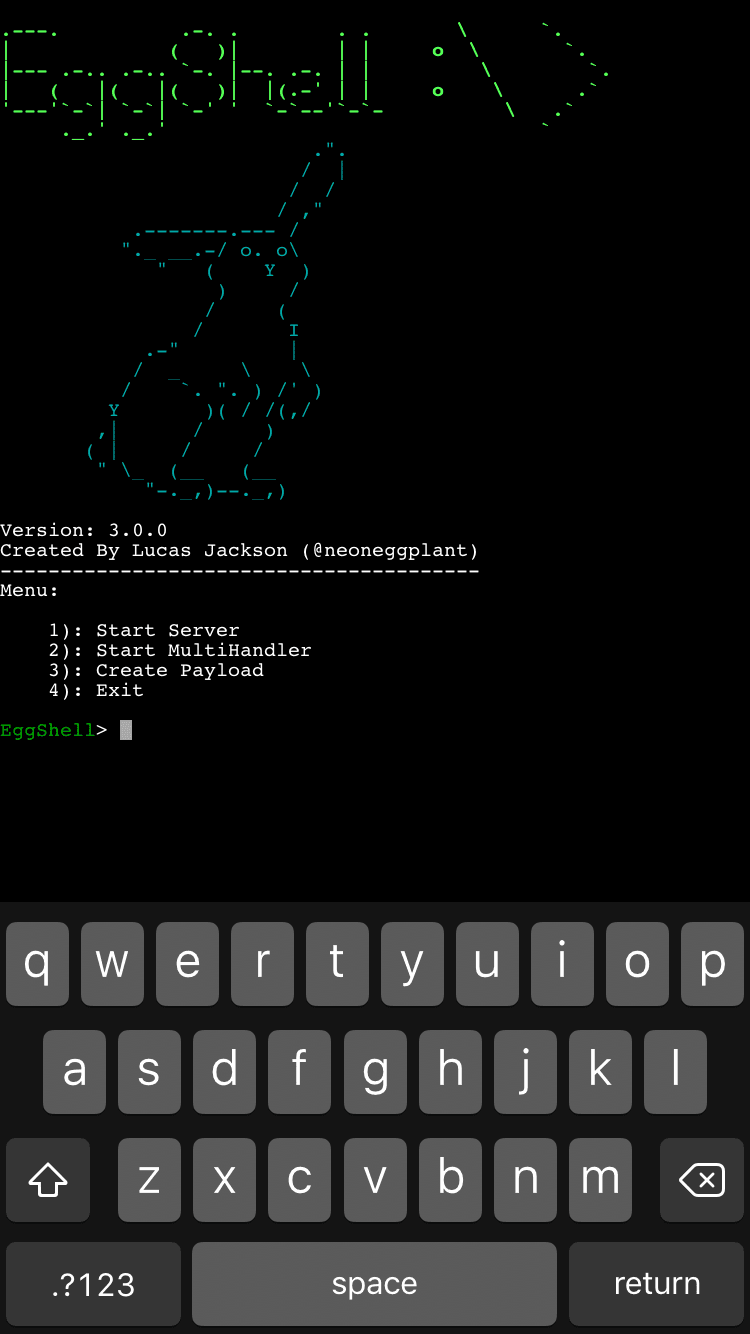 EggShell :\ >
Version: 3.0.0
Created By Lucas Jackson (@neoneggplant)
----------------------------------------
Menu:
1): Start Server
2): Start MultiHandler
3): Create Payload
4): Exit
EggShell>
q w e r t y u i o p
a s d f g h j k l
z x c v b n m
.?123 space return